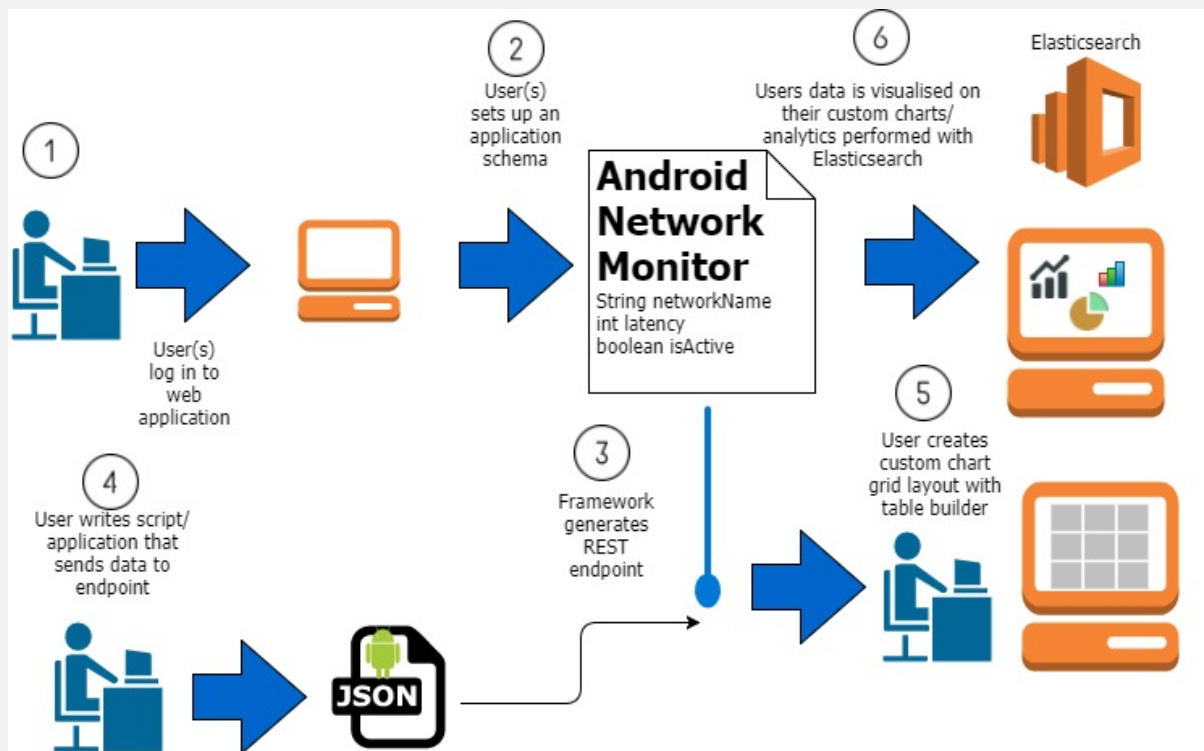 1
User(s)
log in to
web
application
2
User(s)
sets up an
application
schema
Android
Network
Monitor
String networkName
int latency
boolean isActive
3
Framework
generates
REST
endpoint
4
User writes script/
application that
sends data to
endpoint
JSON
5
User creates
custom chart
grid layout with
table builder
6
Users data is visualised on
their custom charts/
analytics performed with
Elasticsearch
Elasticsearch